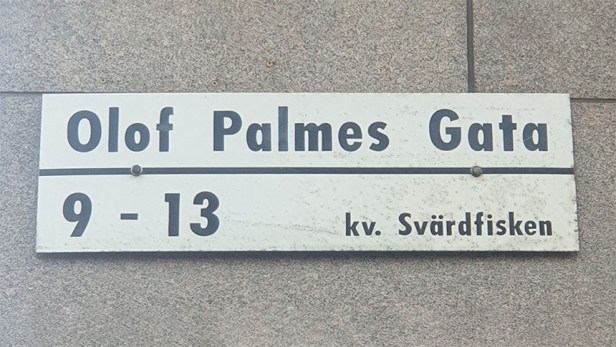 Olof Palmes Gata
9 - 13 kv. Svärdfisken